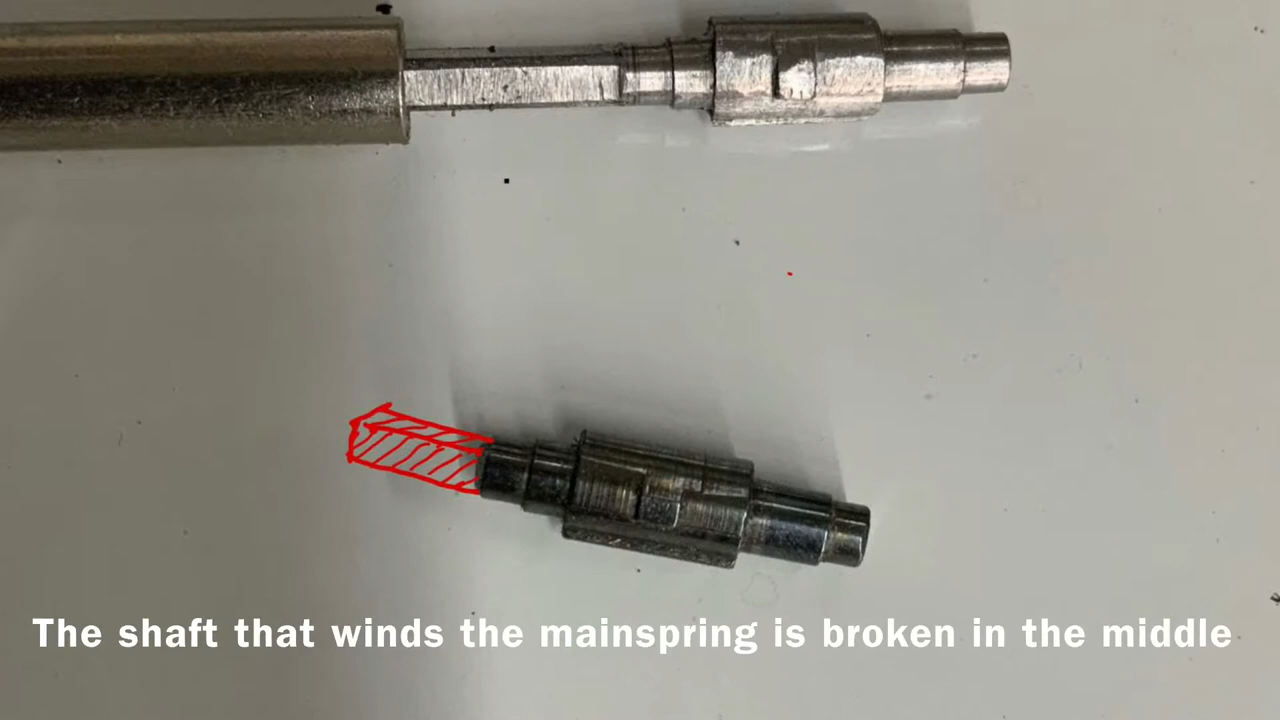 The shaft that winds the mainspring is broken in the middle